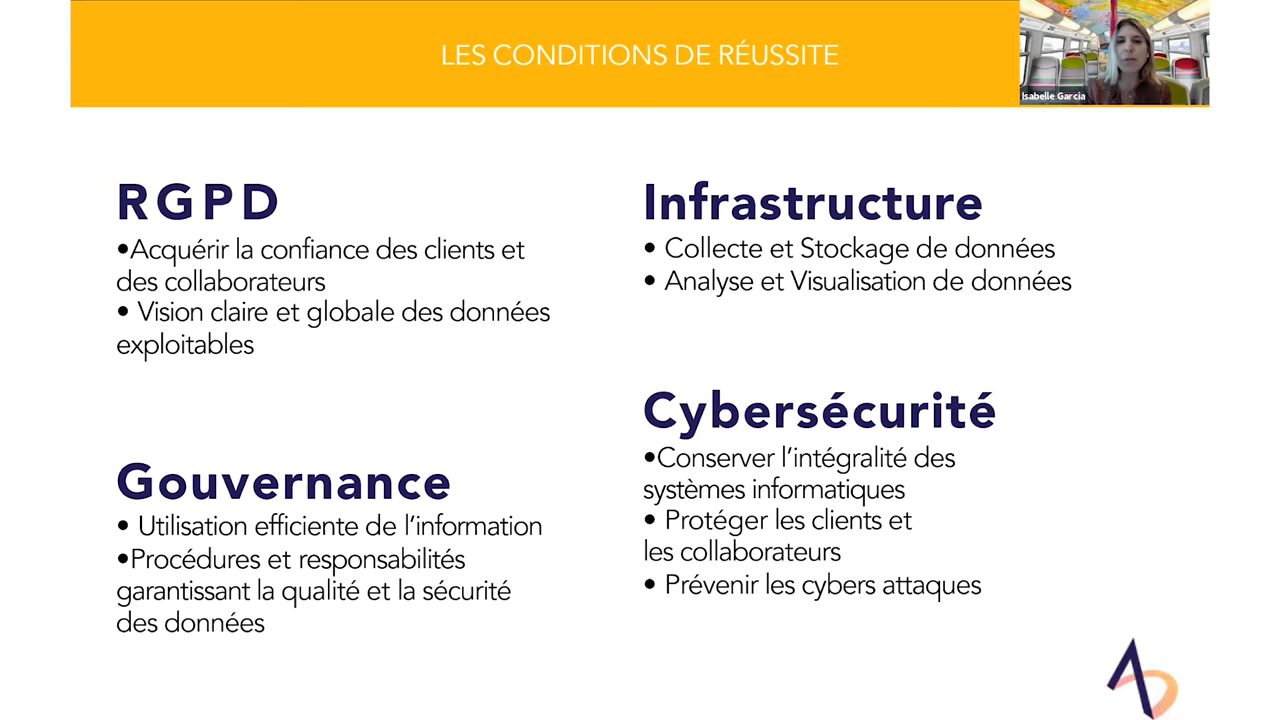 LES CONDITIONS DE RÉUSSITE
Isabelle Garcia
RGPD
•Acquérir la confiance des clients et
des collaborateurs
• Vision claire et globale des données
exploitables
Gouvernance
• Utilisation efficiente de l'information
•Procédures et responsabilités
garantissant la qualité et la sécurité
des données
Infrastructure
• Collecte et Stockage de données
• Analyse et Visualisation de données
Cybersécurité
•Conserver l'intégralité des
systèmes informatiques
• Protéger les clients et
les collaborateurs
• Prévenir les cybers attaques